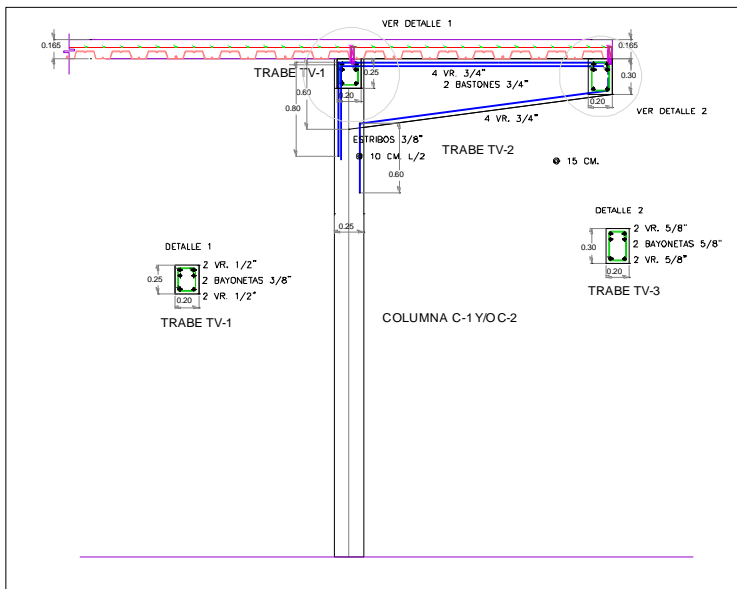 VER DETALLE 1
0.165
0.165
TRABE TV-1
0.25
4 VR. 3/4"
2 BASTONES 3/4"
0.30
0.60
0.20
0.20
0.80
4 VR. 3/4"
VER DETALLE 2
ESTRIBOS 3/8"
@ 10 CM. L/2
TRABE TV-2
@ 15 CM.
0.60
0.25
DETALLE 2
2 VR. 5/8"
0.30
2 BAYONETAS 5/8"
2 VR. 5/8"
0.20
TRABE TV-3
DETALLE 1
2 VR. 1/2"
0.25
2 BAYONETAS 3/8"
0.20
2 VR. 1/2"
TRABE TV-1
COLUMNA C-1 Y/O C-2